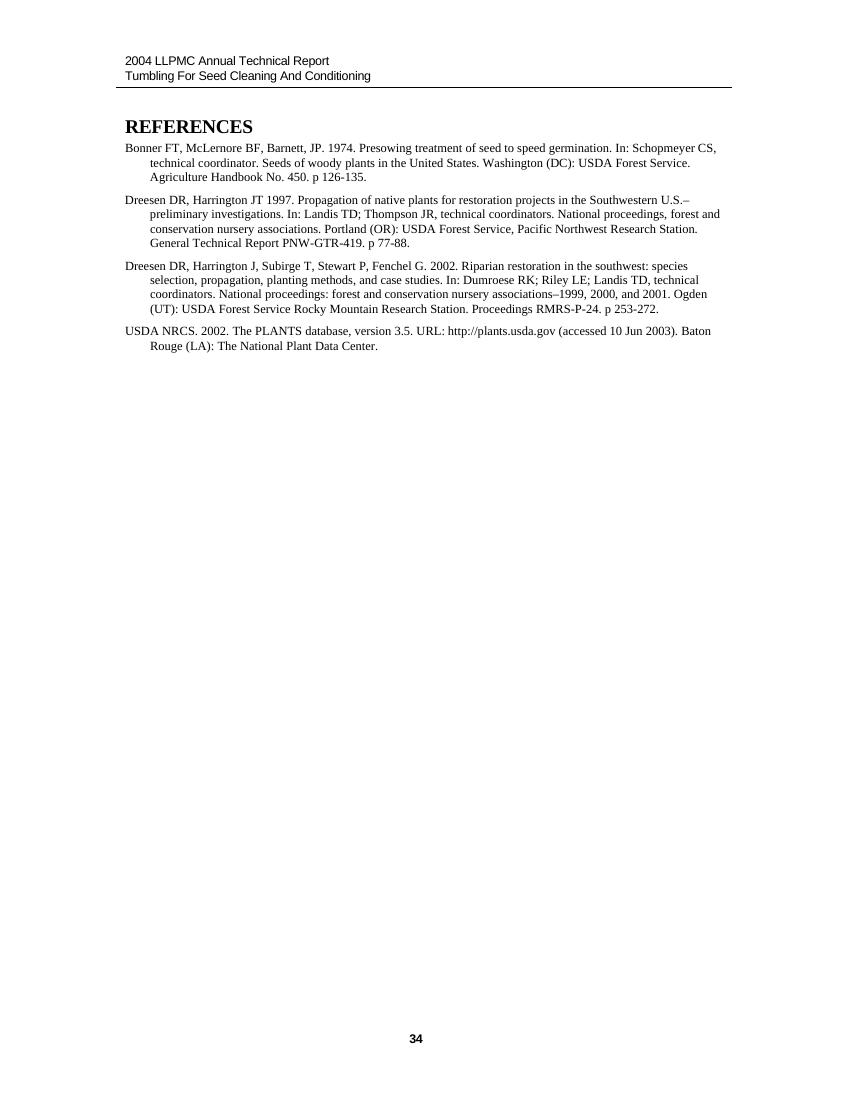 2004 LLPMC Annual Technical Report
Tumbling For Seed Cleaning And Conditioning
REFERENCES
Bonner FT, McLernore BF, Barnett, JP. 1974. Presowing treatment of seed to speed germination. In: Schopmeyer CS,
technical coordinator. Seeds of woody plants in the United States. Washington (DC): USDA Forest Service.
Agriculture Handbook No. 450. p 126-135.
Dreesen DR, Harrington JT 1997. Propagation of native plants for restoration projects in the Southwestern U.S.–
preliminary investigations. In: Landis TD; Thompson JR, technical coordinators. National proceedings, forest and
conservation nursery associations. Portland (OR): USDA Forest Service, Pacific Northwest Research Station.
General Technical Report PNW-GTR-419. p 77-88.
Dreesen DR, Harrington J, Subirge T, Stewart P, Fenchel G. 2002. Riparian restoration in the southwest: species
selection, propagation, planting methods, and case studies. In: Dumroese RK; Riley LE; Landis TD, technical
coordinators. National proceedings: forest and conservation nursery associations–1999, 2000, and 2001. Ogden
(UT): USDA Forest Service Rocky Mountain Research Station. Proceedings RMRS-P-24. p 253-272.
USDA NRCS. 2002. The PLANTS database, version 3.5. URL: http://plants.usda.gov (accessed 10 Jun 2003). Baton
Rouge (LA): The National Plant Data Center.
34